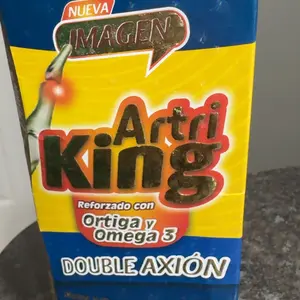 NUEVA
IMAGEN
Artri
King
Reforzado con
Ortiga y
Omega 3
DOUBLE AXIÓN